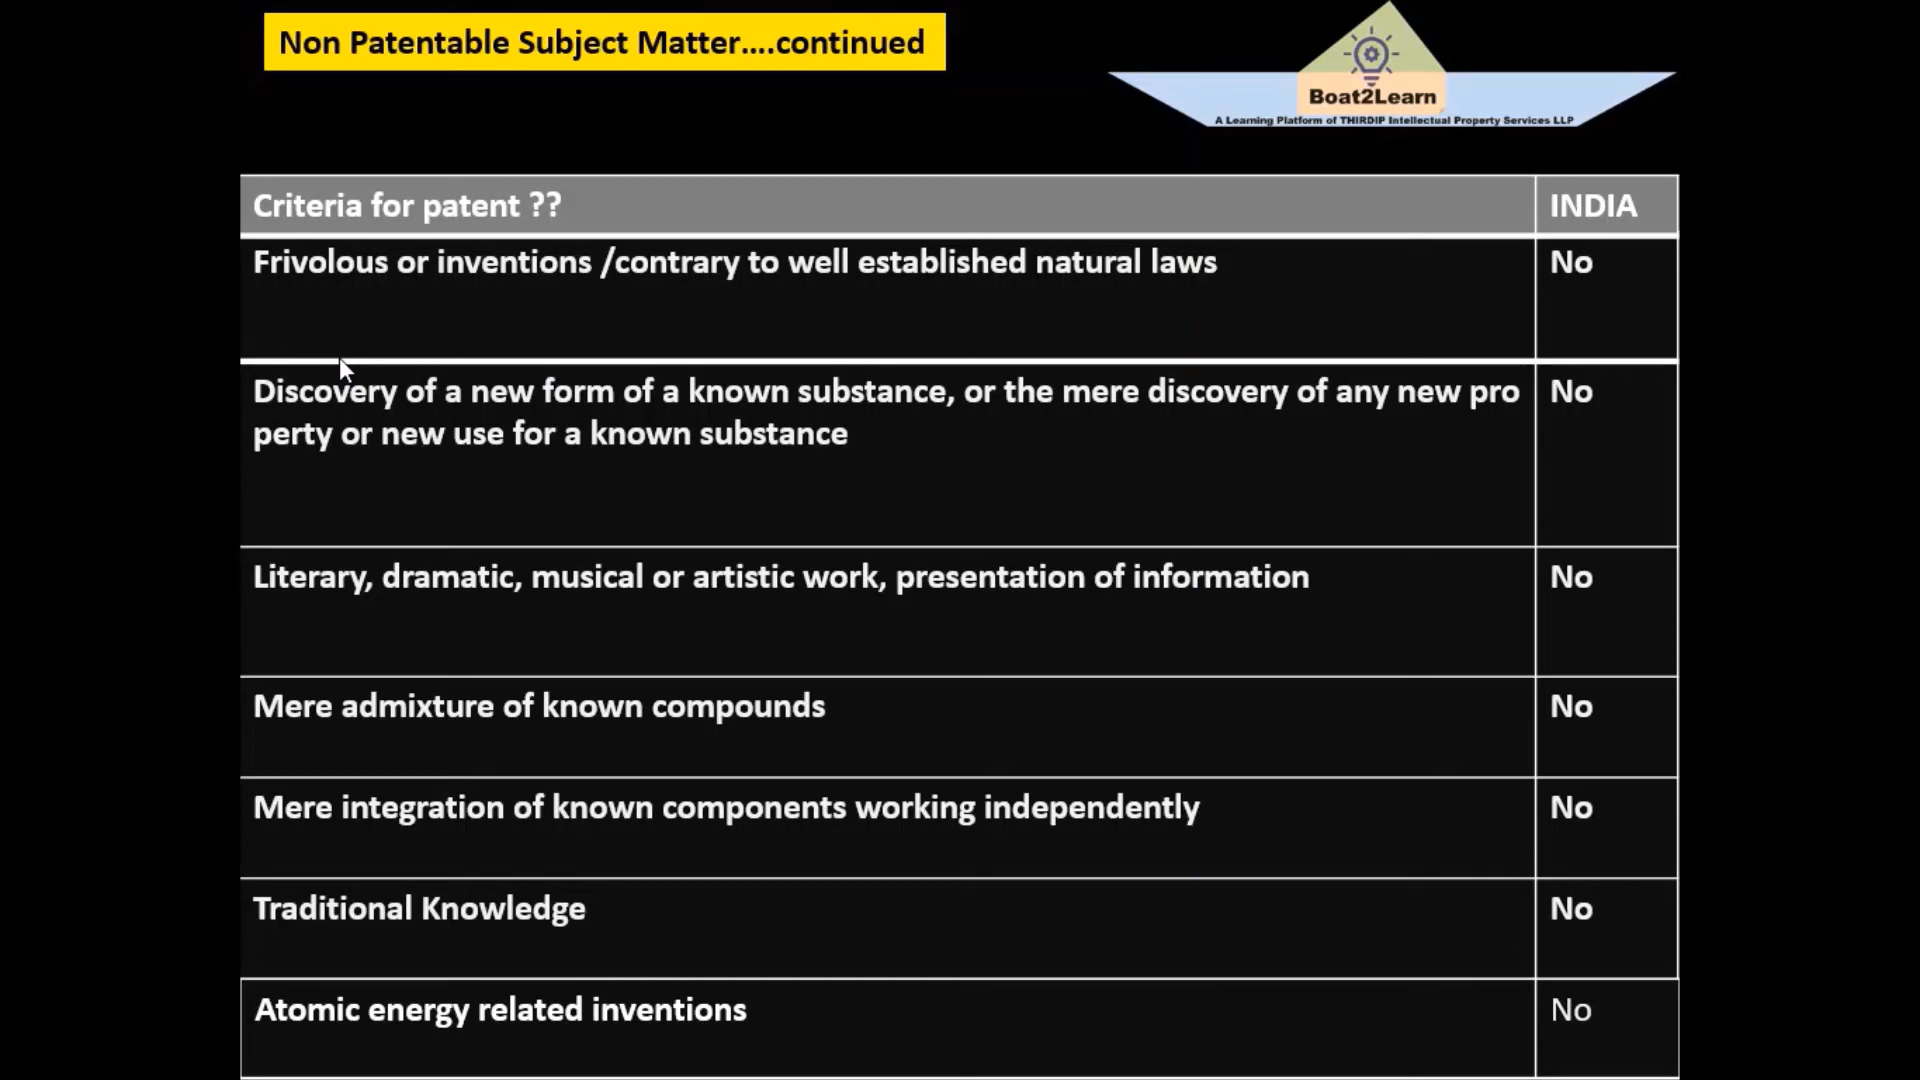 Non Patentable Subject Matter....continued
Boat2Learn
A Learning Platform of THIRDIP Intellectual Property Services LLP
Criteria for patent ?? INDIA
Frivolous or inventions /contrary to well established natural laws No
Discovery of a new form of a known substance, or the mere discovery of any new pro No
perty or new use for a known substance
Literary, dramatic, musical or artistic work, presentation of information No
Mere admixture of known compounds No
Mere integration of known components working independently No
Traditional Knowledge No
Atomic energy related inventions No